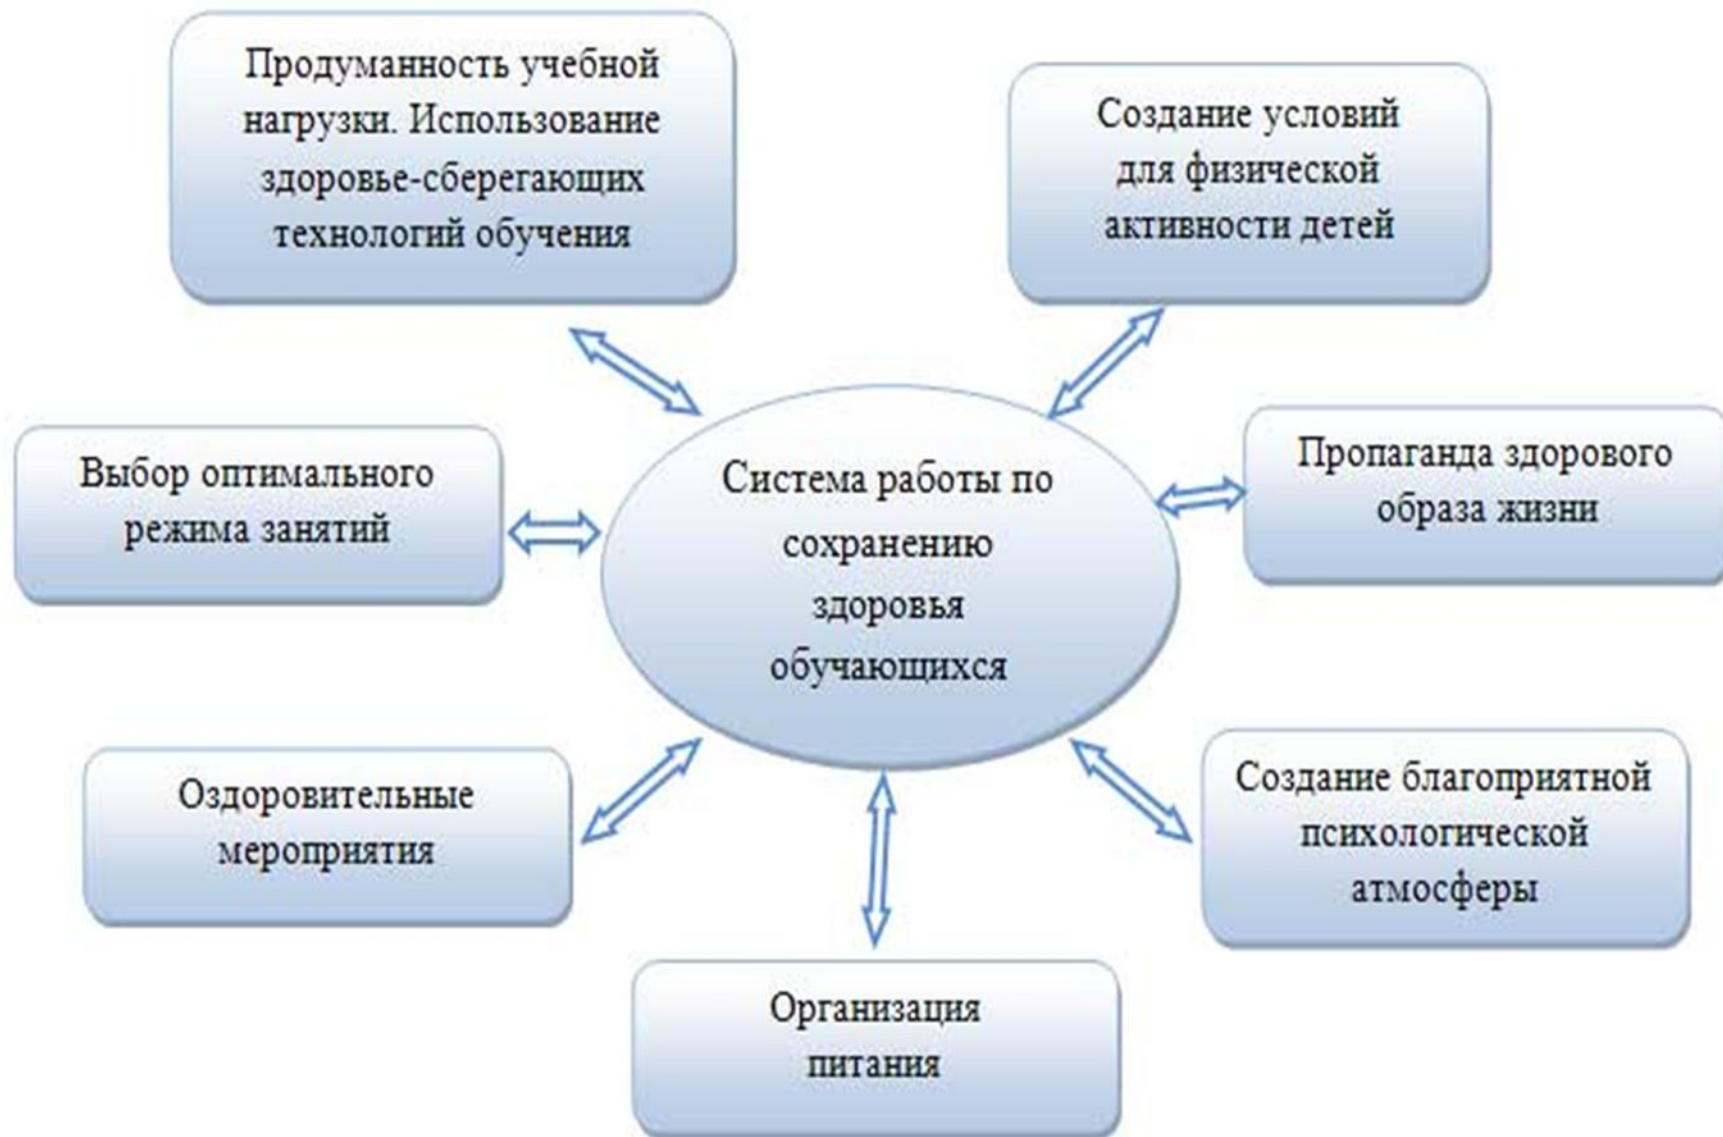 Продуманность учебной
нагрузки. Использование
здоровье-сберегающих
технологий обучения
Создание условий
для физической
активности детей
Выбор оптимального
режима занятий
Система работы по
сохранению
здоровья
обучающихся
Пропаганда здорового
образа жизни
Оздоровительные
мероприятия
Создание благоприятной
психологической
атмосферы
Организация
питания